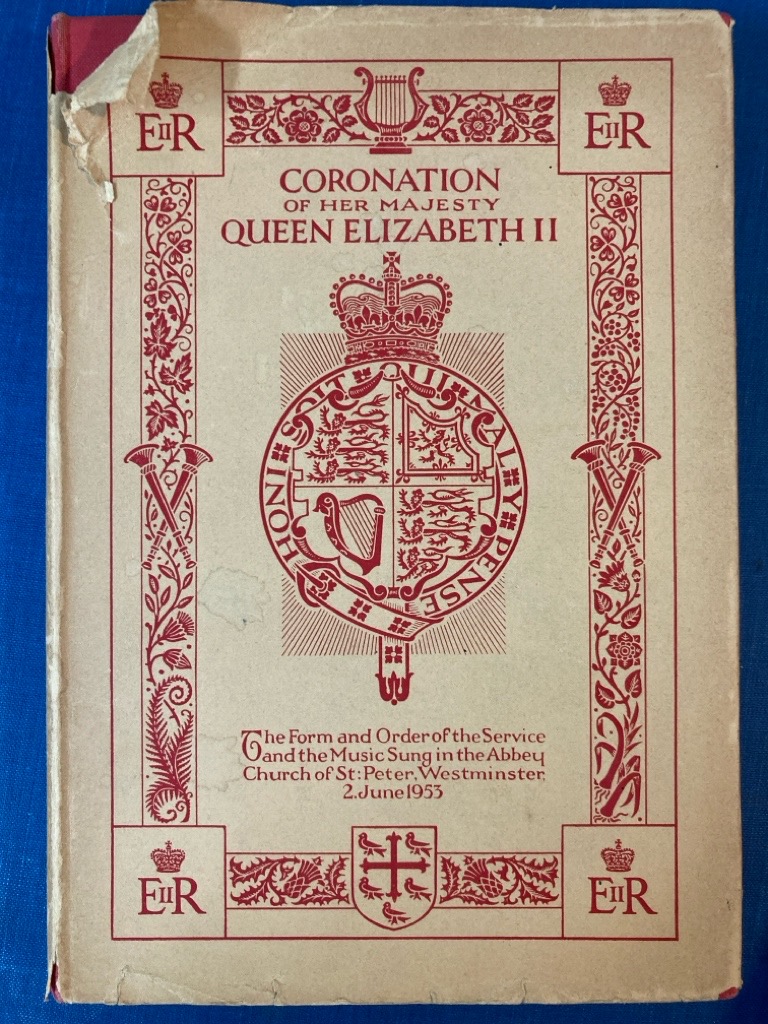 EIIR
EIIR
CORONATION
OF HER MAJESTY
QUEEN ELIZABETH II
HONI SOIT QUI MAL Y PENSE
The Form and Order of the Service
and the Music Sung in the Abbey
Church of St: Peter, Westminster,
2. June 1953
EIIR
EIIR